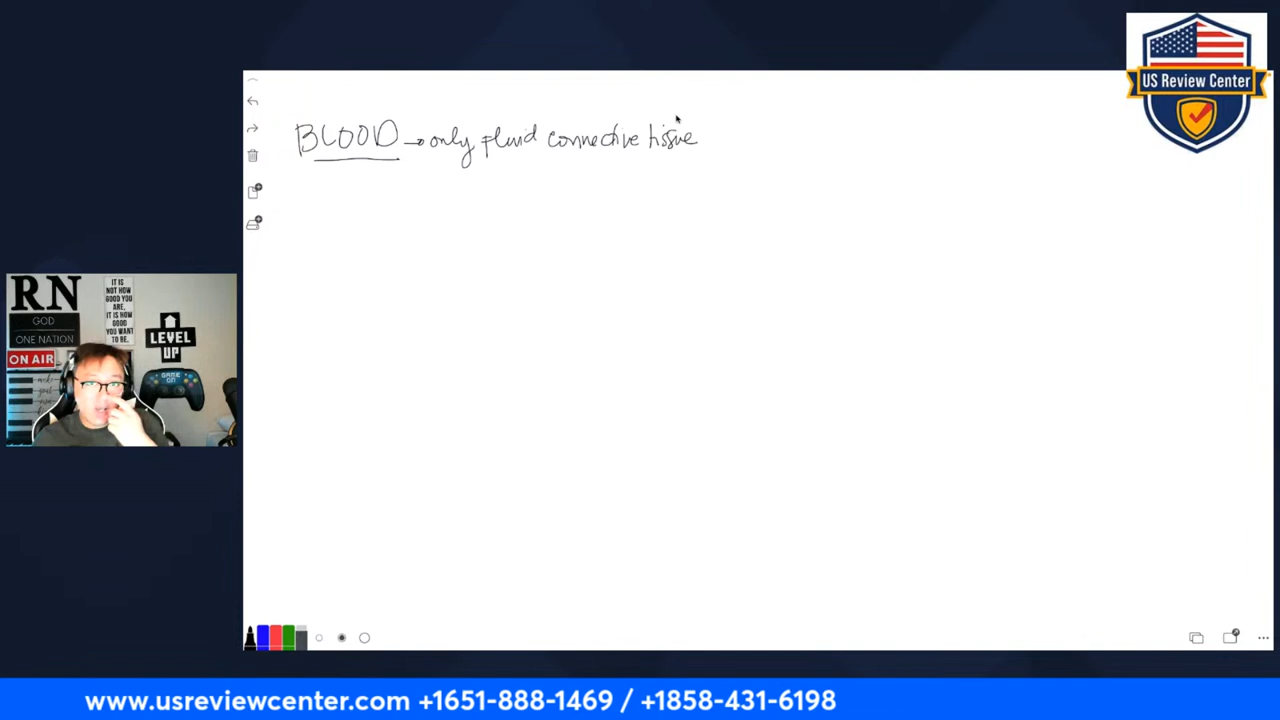 US Review Center
BLOOD → only fluid connective tissue
RN
GOD
ONE NATION
ON AIR
IT IS
NOT HOW
GOOD YOU
ARE,
IT IS HOW
GOOD
YOU WANT
TO BE.
LEVEL
UP
GAME
ON
www.usreviewcenter.com +1651-888-1469 / +1858-431-6198